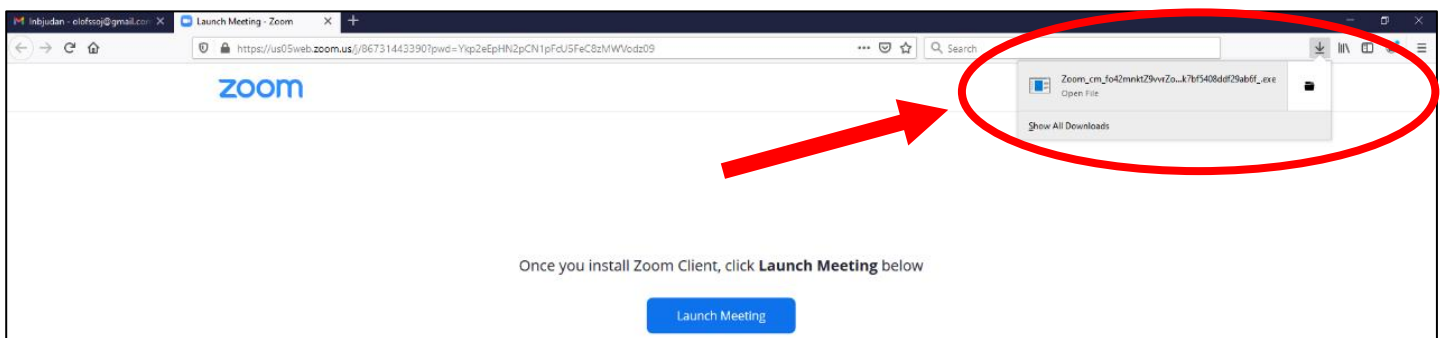 Inbjudan - olofssoj@gmail.com
Launch Meeting - Zoom
https://us05web.zoom.us/j/86731443390?pwd=Ykp2eEpHN2pCN1pFcU5FeC8zMWVodz09
Search
zoom
Zoom_cm_fo42mnktZ9vvrZo...k7bf5408ddf29ab6f_.exe
Open File
Show All Downloads
Once you install Zoom Client, click Launch Meeting below
Launch Meeting